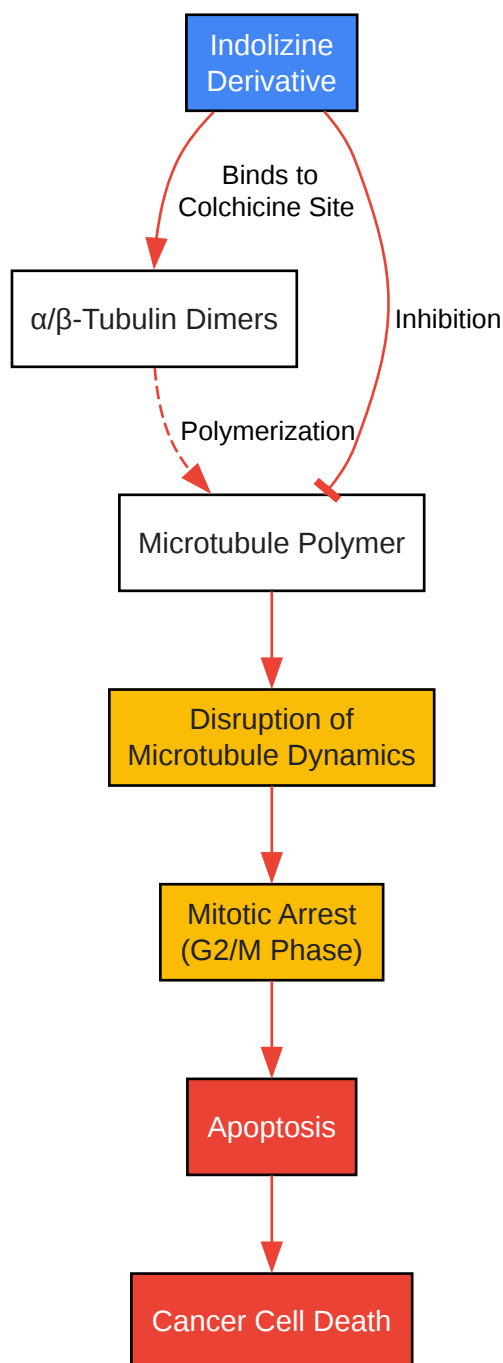 Indolizine
Derivative
Binds to
Colchicine Site
α/β-Tubulin Dimers
Inhibition
Polymerization
Microtubule Polymer
Disruption of
Microtubule Dynamics
Mitotic Arrest
(G2/M Phase)
Apoptosis
Cancer Cell Death